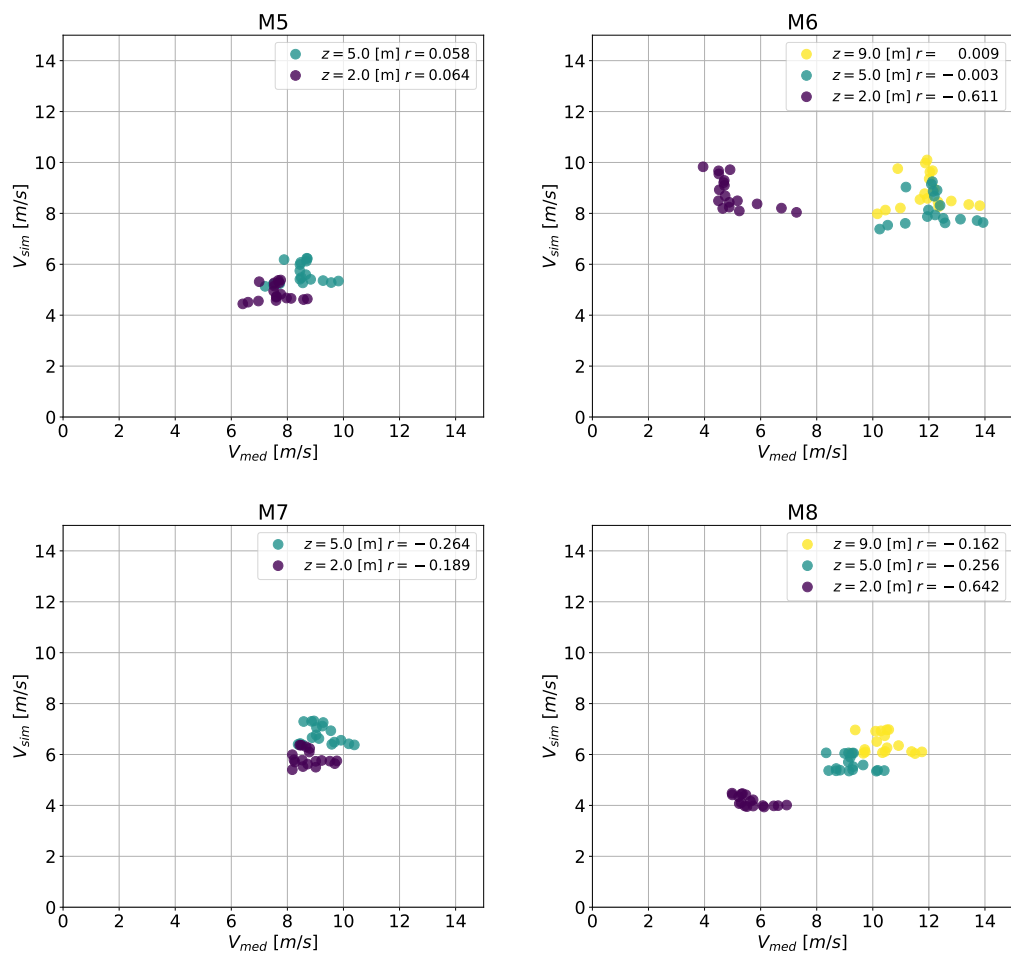 M5
z = 5.0 [m] r = 0.058
z = 2.0 [m] r = 0.064
14
12
10
8
6
4
2
0
V_sim [m/s]
0 2 4 6 8 10 12 14
V_med [m/s]
M6
z = 9.0 [m] r = 0.009
z = 5.0 [m] r = −0.003
z = 2.0 [m] r = −0.611
14
12
10
8
6
4
2
0
V_sim [m/s]
0 2 4 6 8 10 12 14
V_med [m/s]
M7
z = 5.0 [m] r = −0.264
z = 2.0 [m] r = −0.189
14
12
10
8
6
4
2
0
V_sim [m/s]
0 2 4 6 8 10 12 14
V_med [m/s]
M8
z = 9.0 [m] r = −0.162
z = 5.0 [m] r = −0.256
z = 2.0 [m] r = −0.642
14
12
10
8
6
4
2
0
V_sim [m/s]
0 2 4 6 8 10 12 14
V_med [m/s]